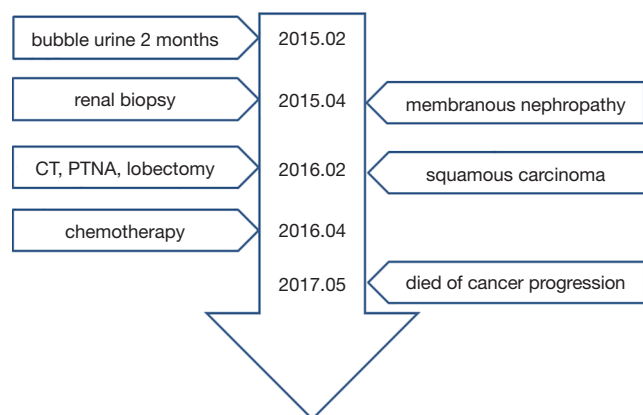 bubble urine 2 months 2015.02
renal biopsy 2015.04 membranous nephropathy
CT, PTNA, lobectomy 2016.02 squamous carcinoma
chemotherapy 2016.04
2017.05 died of cancer progression